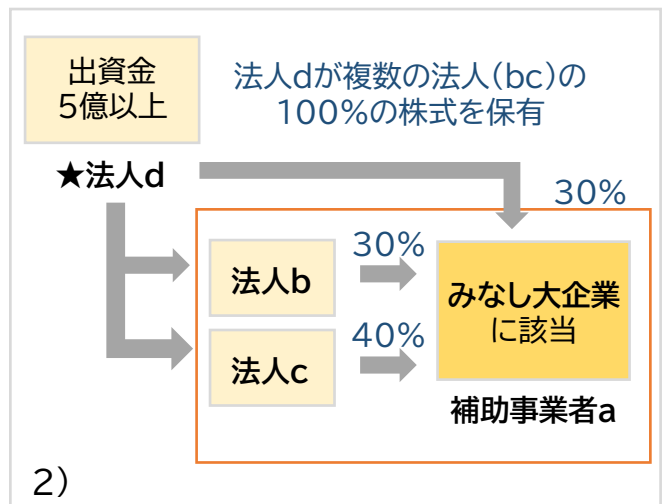 出資金
5億以上
法人dが複数の法人(bc)の
100%の株式を保有
★法人d
30%
法人b
30%
みなし大企業
に該当
法人c
40%
補助事業者a
2)